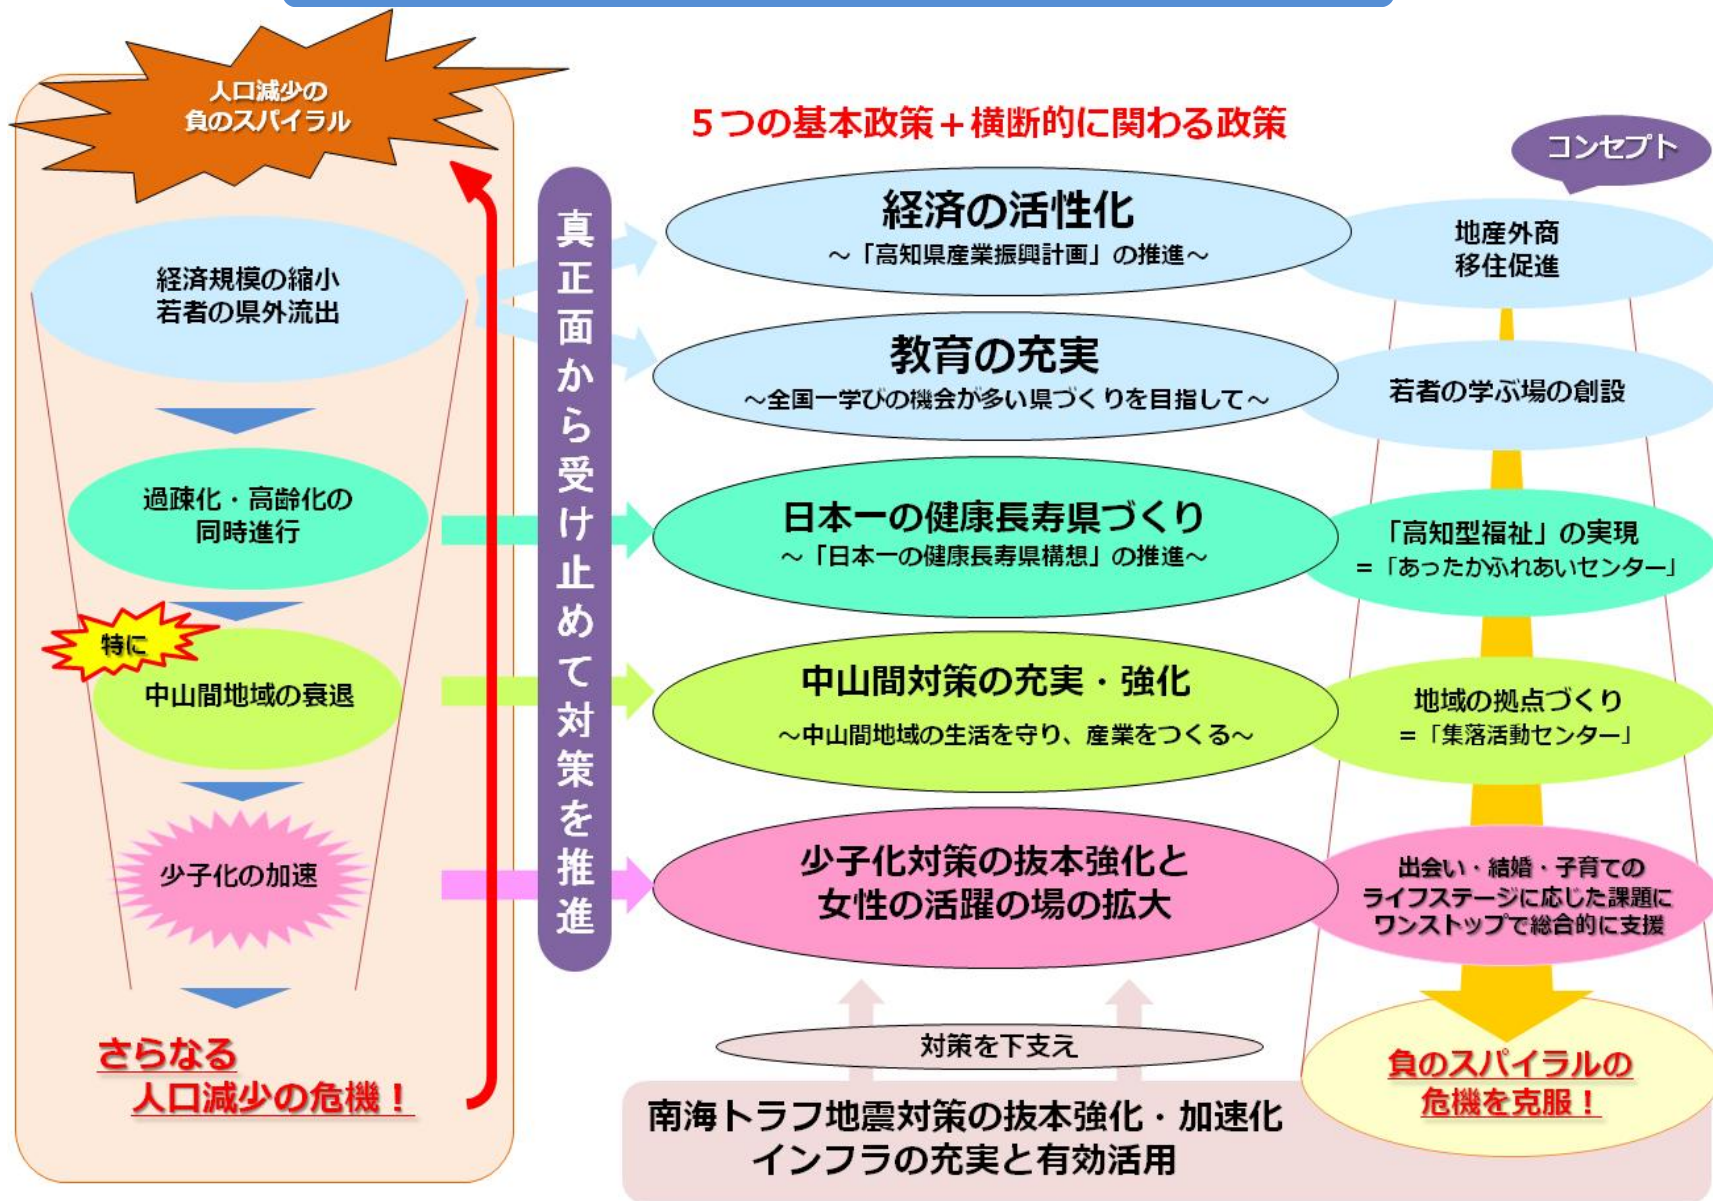 人口減少の
負のスパイラル
経済規模の縮小
若者の県外流出
過疎化・高齢化の
同時進行
特に
中山間地域の衰退
少子化の加速
さらなる
人口減少の危機！
真正面から受け止めて対策を推進
５つの基本政策＋横断的に関わる政策
経済の活性化
～「高知県産業振興計画」の推進～
教育の充実
～全国一学びの機会が多い県づくりを目指して～
日本一の健康長寿県づくり
～「日本一の健康長寿県構想」の推進～
中山間対策の充実・強化
～中山間地域の生活を守り、産業をつくる～
少子化対策の抜本強化と
女性の活躍の場の拡大
対策を下支え
南海トラフ地震対策の抜本強化・加速化
インフラの充実と有効活用
コンセプト
地産外商
移住促進
若者の学ぶ場の創設
「高知型福祉」の実現
＝「あったかふれあいセンター」
地域の拠点づくり
＝「集落活動センター」
出会い・結婚・子育ての
ライフステージに応じた課題に
ワンストップで総合的に支援
負のスパイラルの
危機を克服！